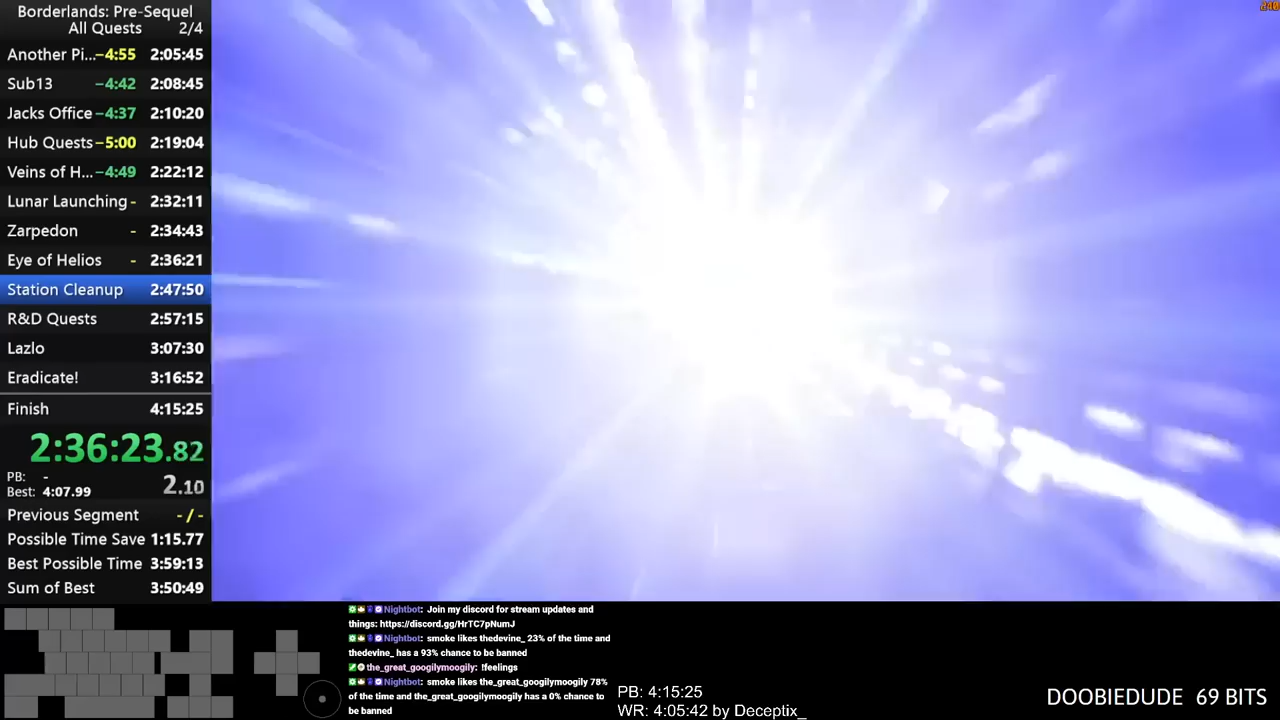 Borderlands: Pre-Sequel
All Quests 2/4
Another Pi... −4:55 2:05:45
Sub13 −4:42 2:08:45
Jacks Office −4:37 2:10:20
Hub Quests −5:00 2:19:04
Veins of H... −4:49 2:22:12
Lunar Launching - 2:32:11
Zarpedon - 2:34:43
Eye of Helios - 2:36:21
Station Cleanup 2:47:50
R&D Quests 2:57:15
Lazlo 3:07:30
Eradicate! 3:16:52
Finish 4:15:25
2:36:23.82
PB: -
Best: 4:07.99 2.10
Previous Segment - / -
Possible Time Save 1:15.77
Best Possible Time 3:59:13
Sum of Best 3:50:49
Nightbot: Join my discord for stream updates and
things: https://discord.gg/HrTC7pNumJ
Nightbot: smoke likes thedevine_ 23% of the time and
thedevine_ has a 93% chance to be banned
the_great_googilymoogily: !feelings
Nightbot: smoke likes the_great_googilymoogily 78%
of the time and the_great_googilymoogily has a 0% chance to
be banned
PB: 4:15:25
WR: 4:05:42 by Deceptix_
DOOBIEDUDE 69 BITS